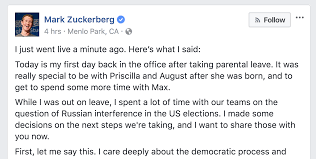 Mark Zuckerberg
Follow
4 hrs · Menlo Park, CA ·
I just went live a minute ago. Here's what I said:
Today is my first day back in the office after taking parental leave. It was
really special to be with Priscilla and August after she was born, and to
get to spend some more time with Max.
While I was out on leave, I spent a lot of time with our teams on the
question of Russian interference in the US elections. I made some
decisions on the next steps we're taking, and I want to share those with
you now.
First, let me say this. I care deeply about the democratic process and